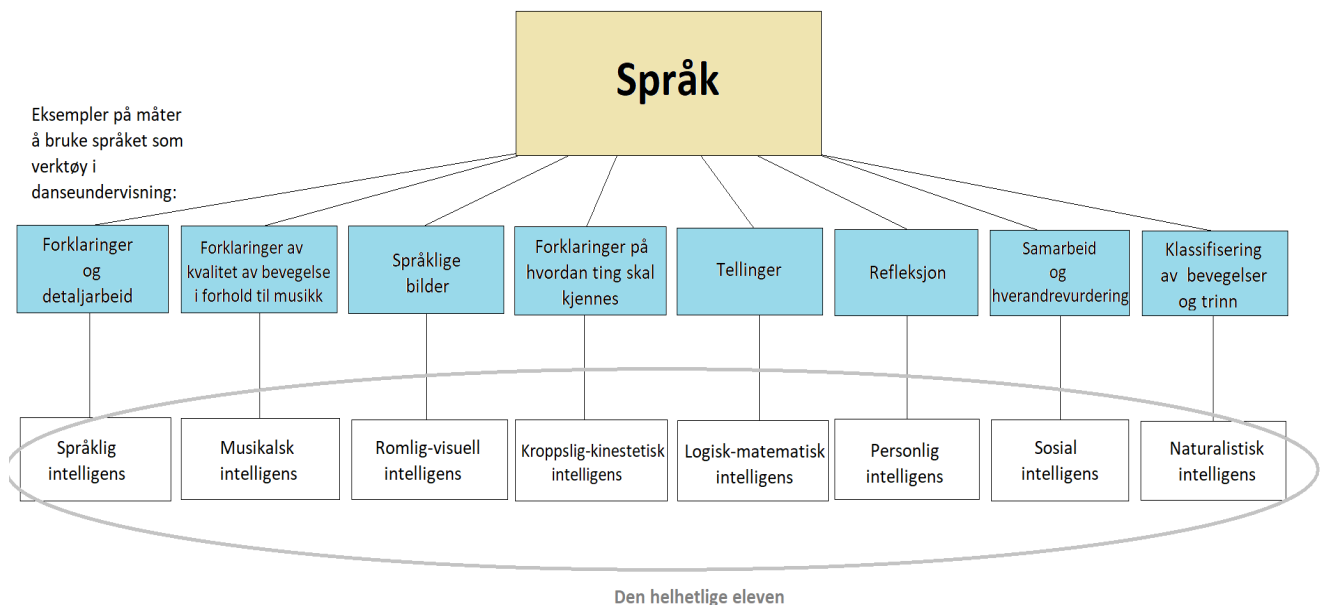 Språk
Eksempler på måter
å bruke språket som
verktøy i
danseundervisning:
Forklaringer
og
detaljarbeid
Forklaringer av
kvalitet av bevegelse
i forhold til musikk
Språklige
bilder
Forklaringer på
hvordan ting skal
kjennes
Tellinger
Refleksjon
Samarbeid
og
hverandrevurdering
Klassifisering
av bevegelser
og trinn
Språklig
intelligens
Musikalsk
intelligens
Romlig-visuell
intelligens
Kroppslig-kinestetisk
intelligens
Logisk-matematisk
intelligens
Personlig
intelligens
Sosial
intelligens
Naturalistisk
intelligens
Den helhetlige eleven